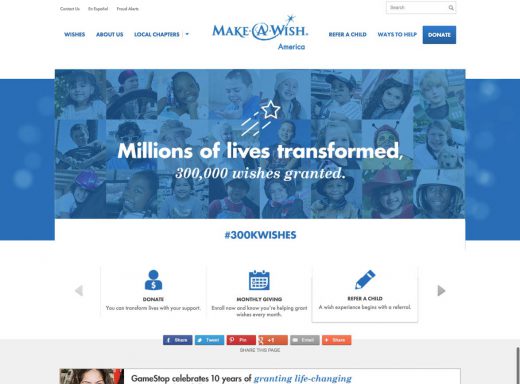 Contact Us En Español Fraud Alerts
Search
WISHES ABOUT US LOCAL CHAPTERS
MAKE-A-WISH.
America
REFER A CHILD WAYS TO HELP DONATE
Millions of lives transformed,
300,000 wishes granted.
#300KWISHES
DONATE
You can transform lives with your support.
MONTHLY GIVING
Enroll now and know you're helping grant
wishes every month.
REFER A CHILD
A wish experience begins with a referral.
Share Tweet Pin +1 Email Share
SHARE THIS PAGE
GameStop celebrates 10 years of granting life-changing